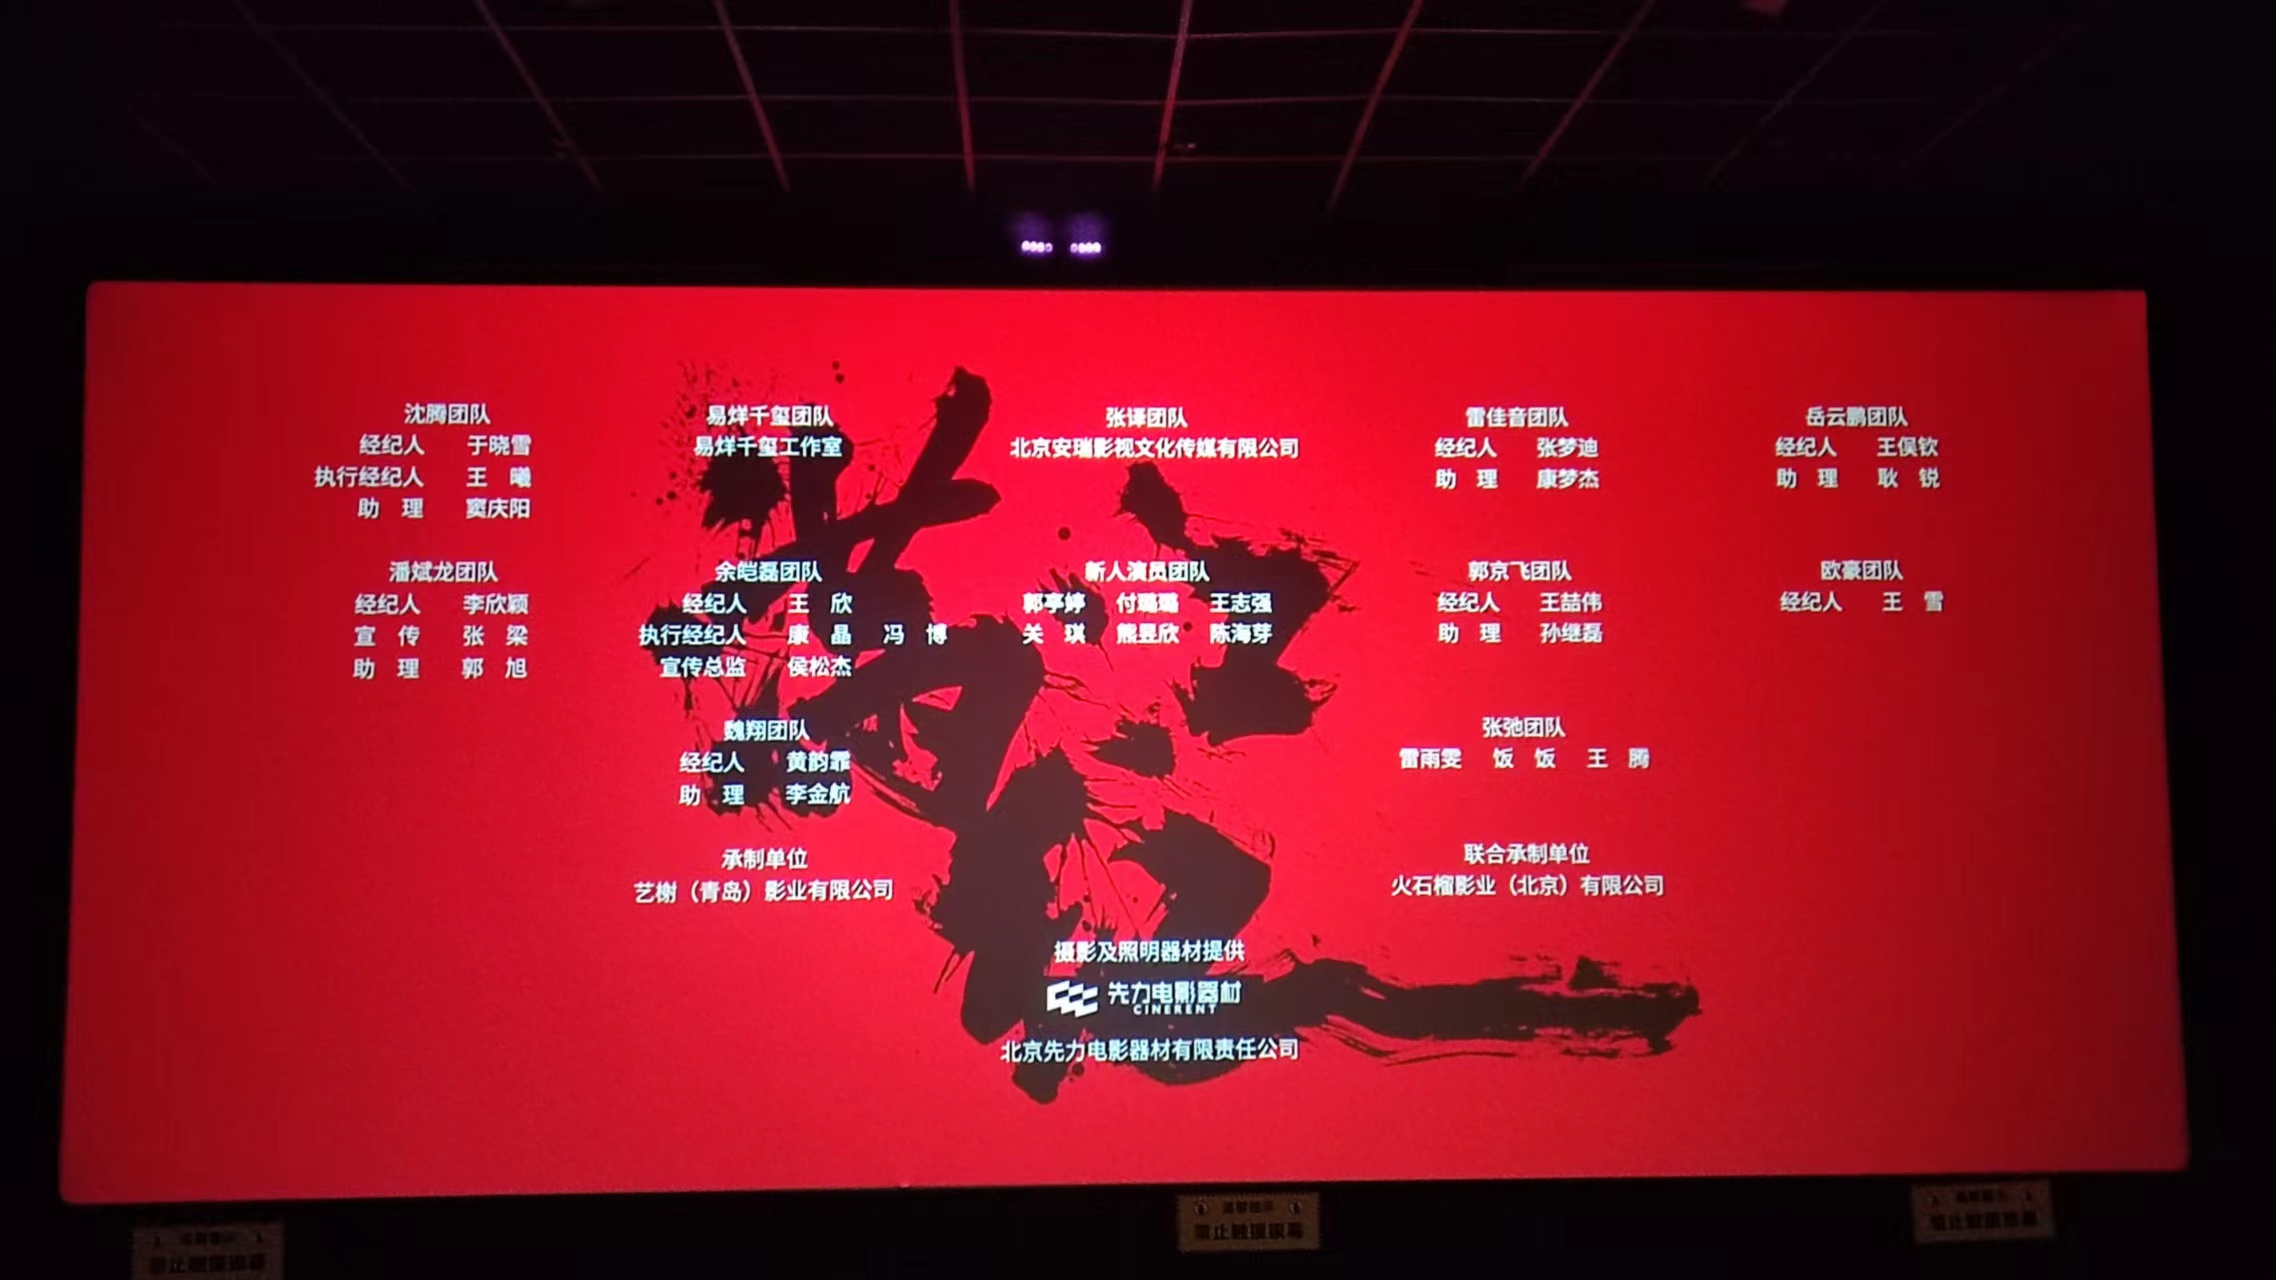 沈腾团队
经纪人 于晓雪
执行经纪人 王 曦
助 理 窦庆阳
易烊千玺团队
易烊千玺工作室
张译团队
北京安瑞影视文化传媒有限公司
雷佳音团队
经纪人 张梦迪
助 理 康梦杰
岳云鹏团队
经纪人 王俣钦
助 理 耿 锐
潘斌龙团队
经纪人 李欣颖
宣 传 张 梁
助 理 郭 旭
余皑磊团队
经纪人 王 欣
执行经纪人 康 晶 冯 博
宣传总监 侯松杰
新人演员团队
郭亭婷 付璐璐 王志强
关 琪 熊昱欣 陈海芽
郭京飞团队
经纪人 王喆伟
助 理 孙继磊
欧豪团队
经纪人 王 雪
魏翔团队
经纪人 黄韵霏
助 理 李金航
张弛团队
雷雨雯 饭 饭 王 腾
承制单位
艺榭（青岛）影业有限公司
联合承制单位
火石榴影业（北京）有限公司
摄影及照明器材提供
先力电影器材
CINERENT
北京先力电影器材有限责任公司
温馨提示
禁止触摸银幕